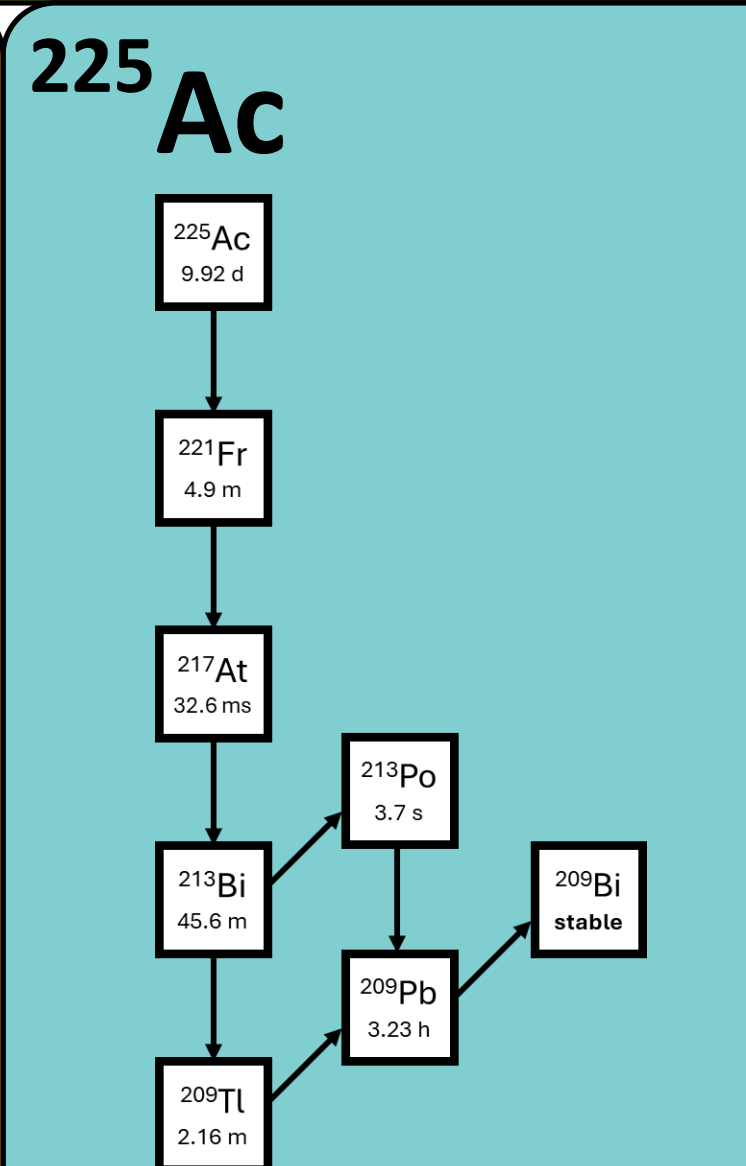 ²²⁵Ac
²²⁵Ac
9.92 d
²²¹Fr
4.9 m
²¹⁷At
32.6 ms
²¹³Po
3.7 s
²¹³Bi
45.6 m
²⁰⁹Bi
stable
²⁰⁹Pb
3.23 h
²⁰⁹Tl
2.16 m